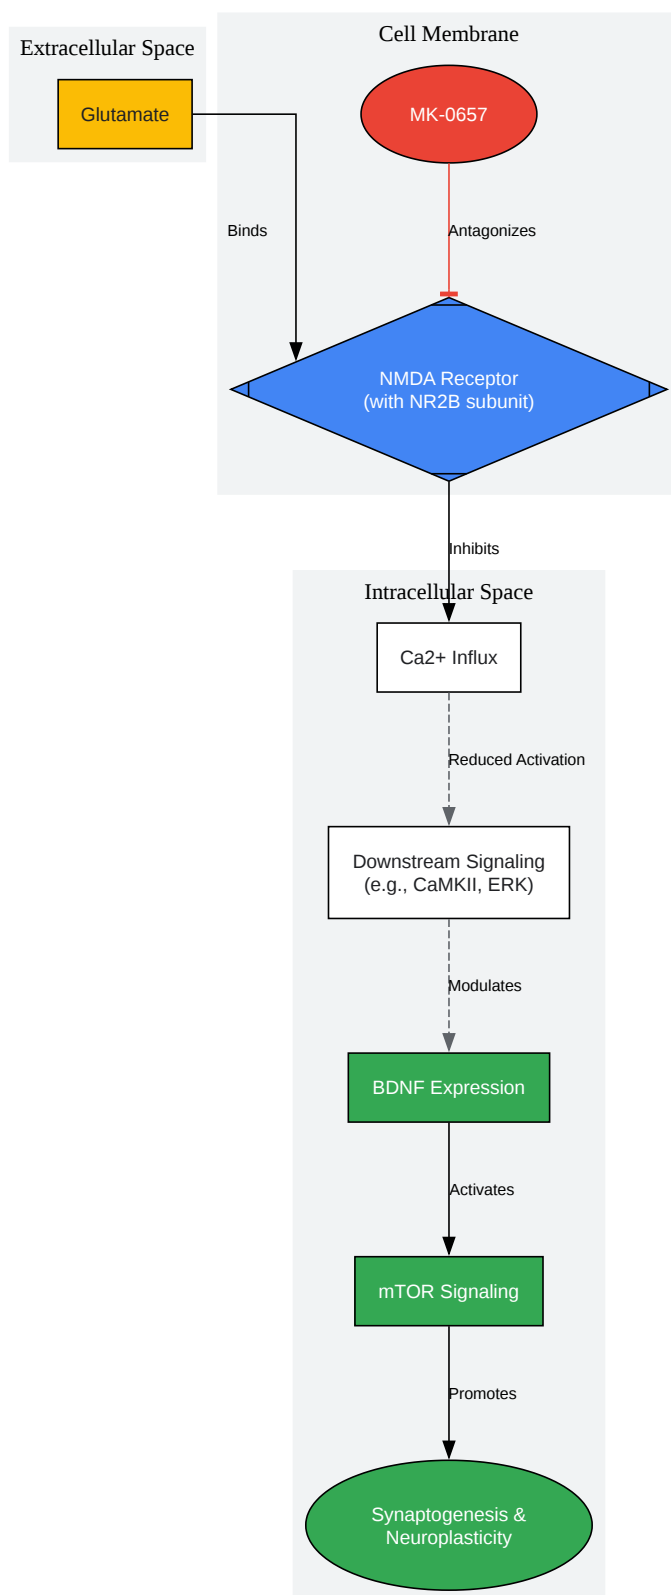 Extracellular Space
Cell Membrane
Glutamate
MK-0657
Binds
Antagonizes
NMDA Receptor
(with NR2B subunit)
Inhibits
Intracellular Space
Ca2+ Influx
Reduced Activation
Downstream Signaling
(e.g., CaMKII, ERK)
Modulates
BDNF Expression
Activates
mTOR Signaling
Promotes
Synaptogenesis &
Neuroplasticity